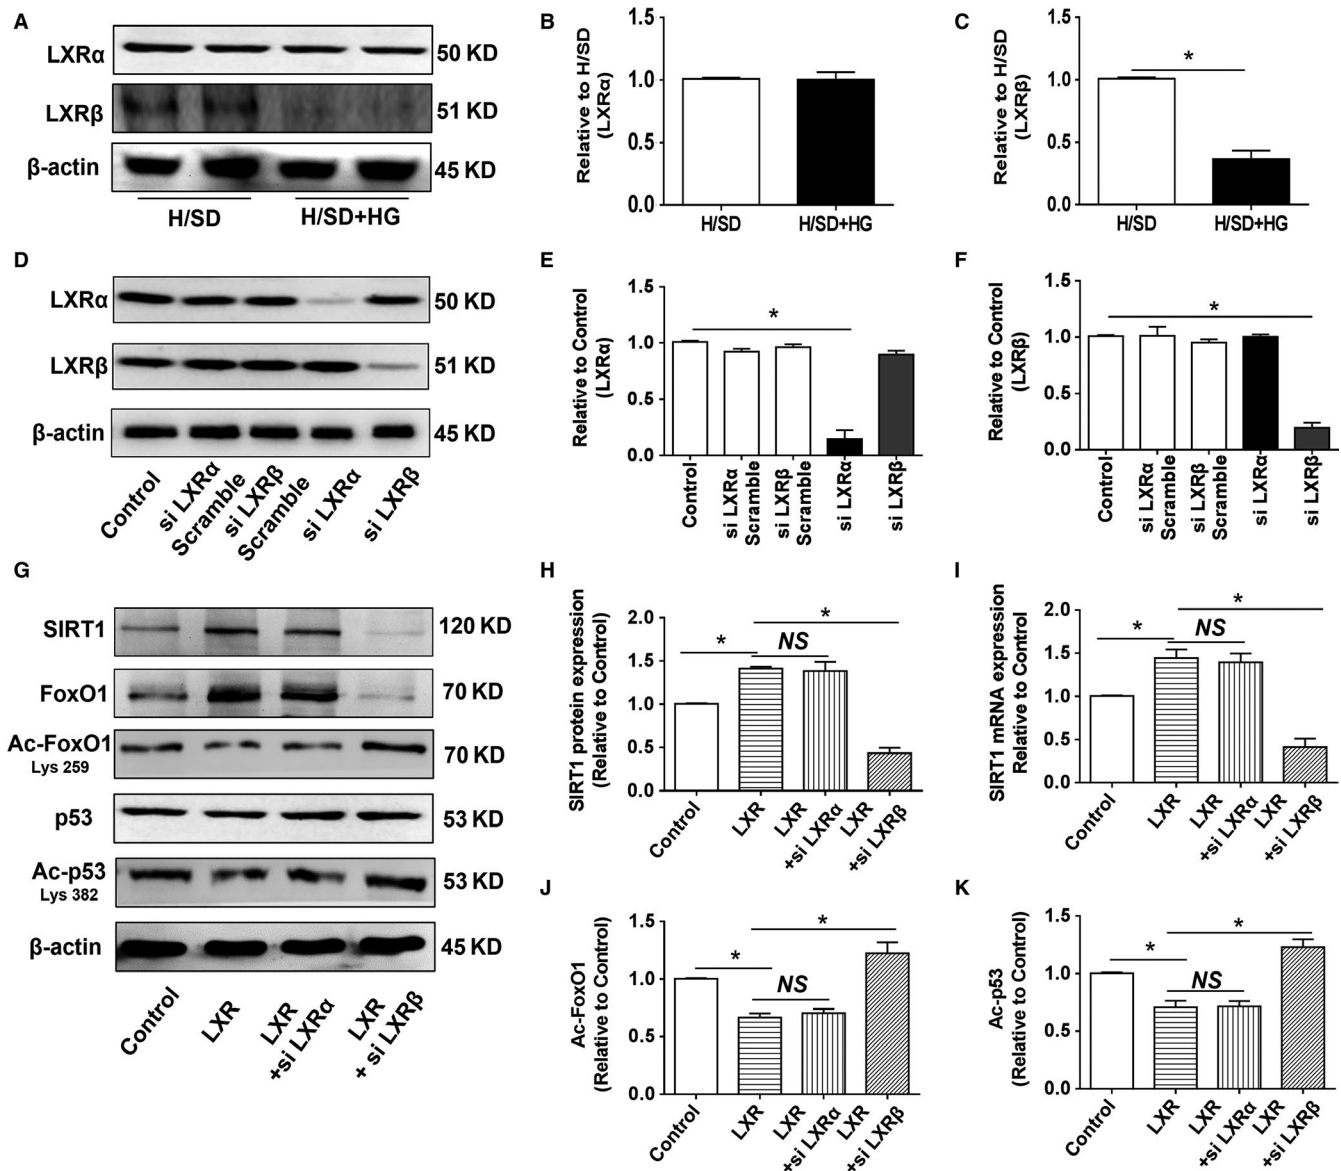 A
LXRα
50 KD
LXRβ
51 KD
β-actin
45 KD
H/SD
H/SD+HG
B
Relative to H/SD
(LXRα)
1.5
1.0
0.5
0.0
H/SD
H/SD+HG
C
Relative to H/SD
(LXRβ)
1.5
1.0
0.5
0.0
*
H/SD
H/SD+HG
D
LXRα
50 KD
LXRβ
51 KD
β-actin
45 KD
Control
si LXRα
Scramble
si LXRβ
Scramble
si LXRα
si LXRβ
E
Relative to Control
(LXRα)
1.5
1.0
0.5
0.0
*
Control
si LXRα
Scramble
si LXRβ
Scramble
si LXRα
si LXRβ
F
Relative to Control
(LXRβ)
1.5
1.0
0.5
0.0
*
Control
si LXRα
Scramble
si LXRβ
Scramble
si LXRα
si LXRβ
G
SIRT1
120 KD
FoxO1
70 KD
Ac-FoxO1
Lys 259
70 KD
p53
53 KD
Ac-p53
Lys 382
53 KD
β-actin
45 KD
Control
LXR
LXR
+si LXRα
LXR
+ si LXRβ
H
SIRT1 protein expression
(Relative to Control)
2.0
1.5
1.0
0.5
0.0
*
NS
*
Control
LXR
LXR
+si LXRα
LXR
+si LXRβ
I
SIRT1 mRNA expression
Relative to Control
2.0
1.5
1.0
0.5
0.0
*
NS
*
Control
LXR
LXR
+si LXRα
LXR
+si LXRβ
J
Ac-FoxO1
(Relative to Control)
1.5
1.0
0.5
0.0
*
NS
*
Control
LXR
LXR
+si LXRα
LXR
+si LXRβ
K
Ac-p53
(Relative to Control)
1.5
1.0
0.5
0.0
*
NS
*
Control
LXR
LXR
+si LXRα
LXR
+si LXRβ